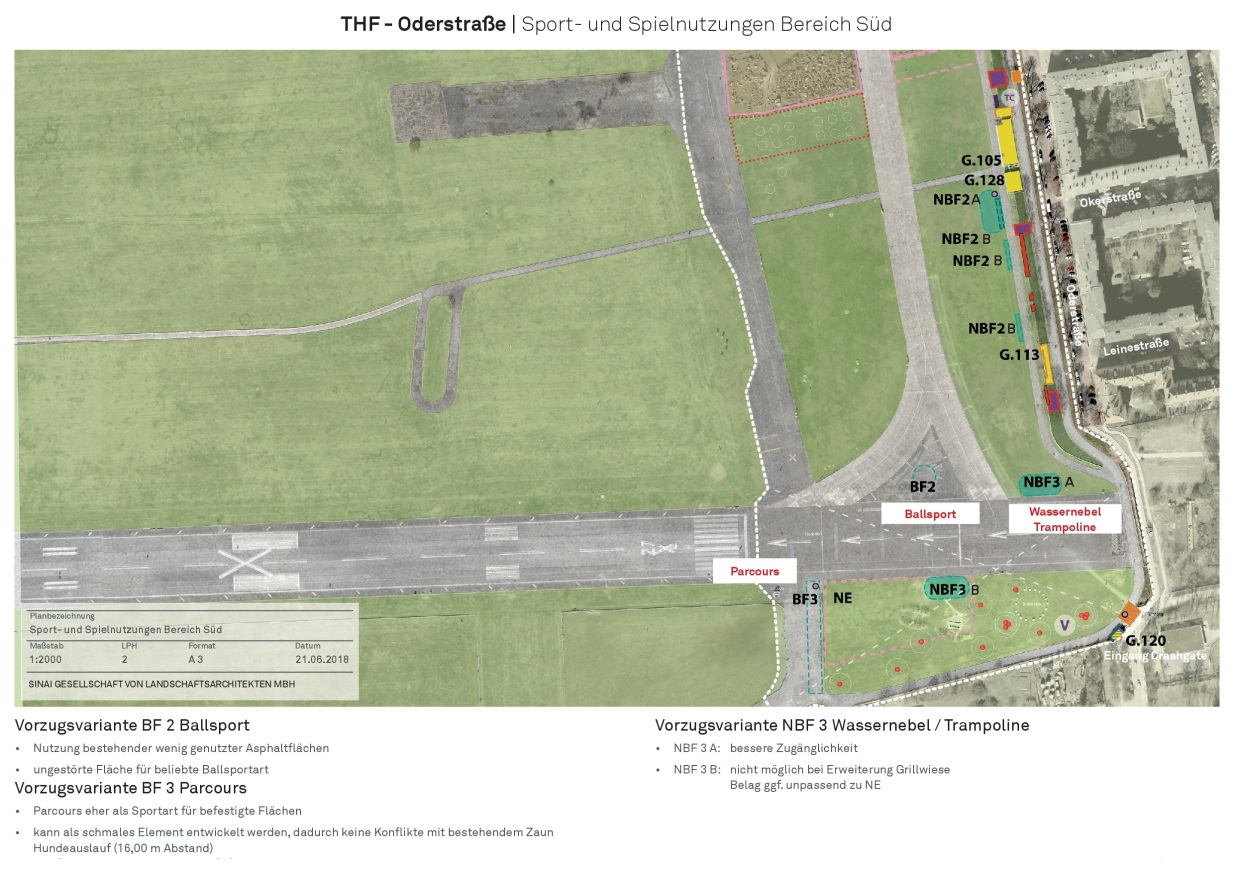 THF - Oderstraße | Sport- und Spielnutzungen Bereich Süd
TC
G.105
G.128
NBF2 A
Okerstraße
NBF2 B
NBF2 B
Oderstraße
NBF2 B
Leinestraße
G.113
BF2
NBF3 A
Ballsport
Wassernebel
Trampoline
Parcours
BF3
NE
NBF3 B
V
G.120
Eingang Crashgate
Planbezeichnung
Sport- und Spielnutzungen Bereich Süd
Maßstab LPH Format Datum
1:2000 2 A 3 21.06.2018
SINAI GESELLSCHAFT VON LANDSCHAFTSARCHITEKTEN MBH
Vorzugsvariante BF 2 Ballsport
• Nutzung bestehender wenig genutzter Asphaltflächen
• ungestörte Fläche für beliebte Ballsportart
Vorzugsvariante BF 3 Parcours
• Parcours eher als Sportart für befestigte Flächen
• kann als schmales Element entwickelt werden, dadurch keine Konflikte mit bestehendem Zaun
Hundeauslauf (16,00 m Abstand)
Vorzugsvariante NBF 3 Wassernebel / Trampoline
• NBF 3 A: bessere Zugänglichkeit
• NBF 3 B: nicht möglich bei Erweiterung Grillwiese
Belag ggf. unpassend zu NE